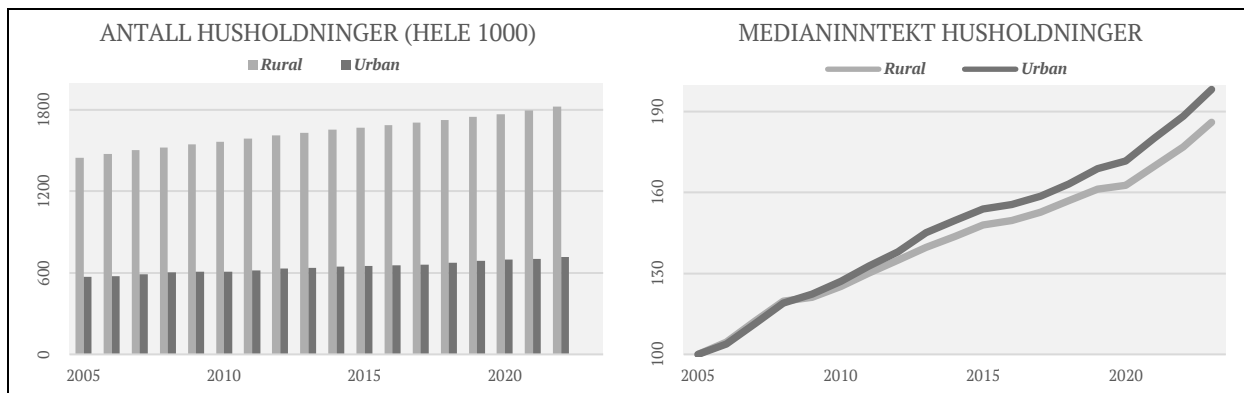 ANTALL HUSHOLDNINGER (HELE 1000)
Rural Urban
1800
1200
600
0
2005 2010 2015 2020
MEDIANINNTEKT HUSHOLDNINGER
Rural Urban
190
160
130
100
2005 2010 2015 2020